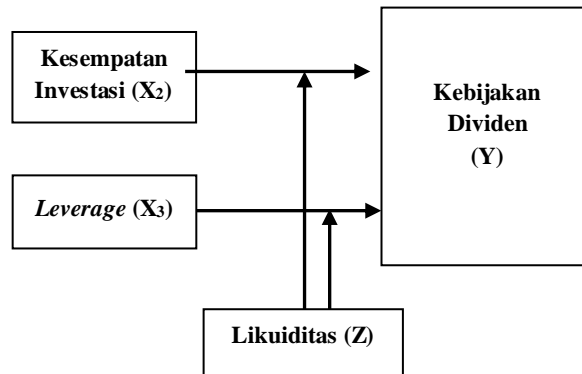 Kesempatan
Investasi (X2)
Kebijakan
Dividen
(Y)
Leverage (X3)
Likuiditas (Z)